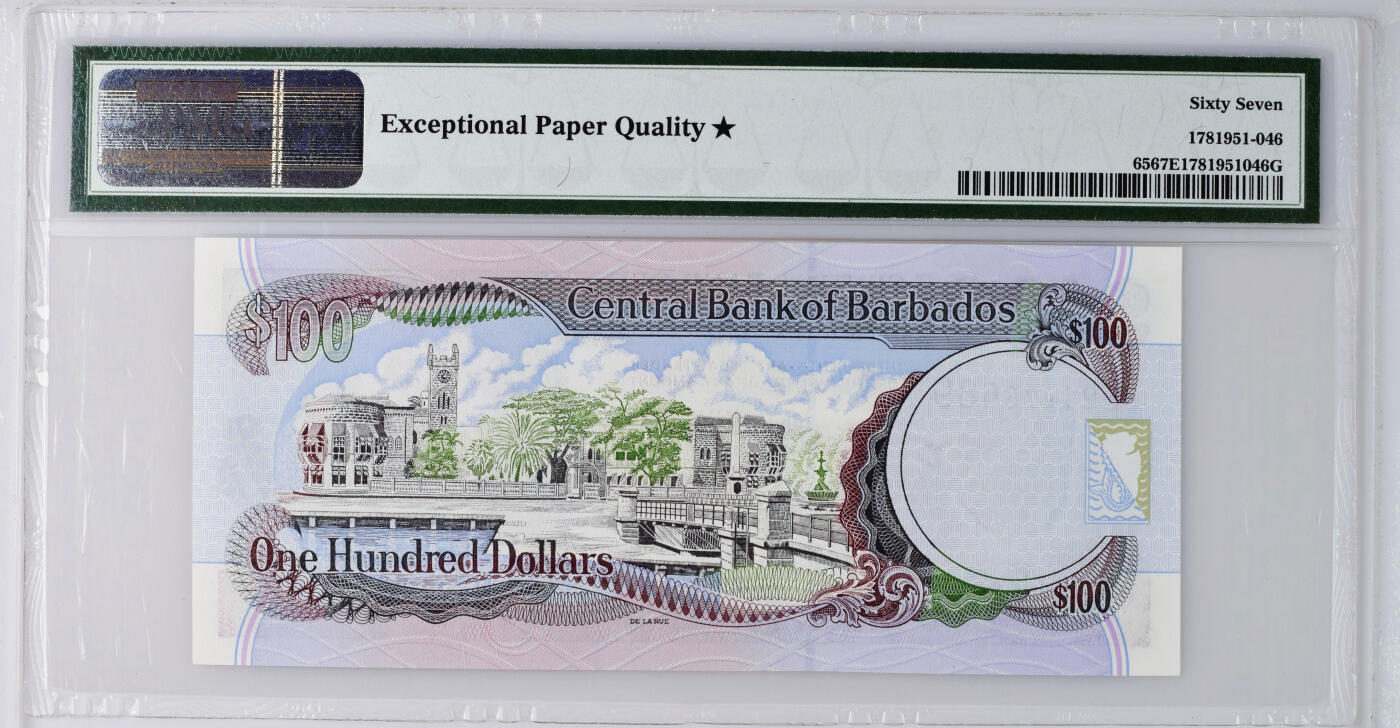 Exceptional Paper Quality ★
Sixty Seven
1781951-046
6567E1781951046G
$100
Central Bank of Barbados
$100
One Hundred Dollars
$100
DE LA RUE